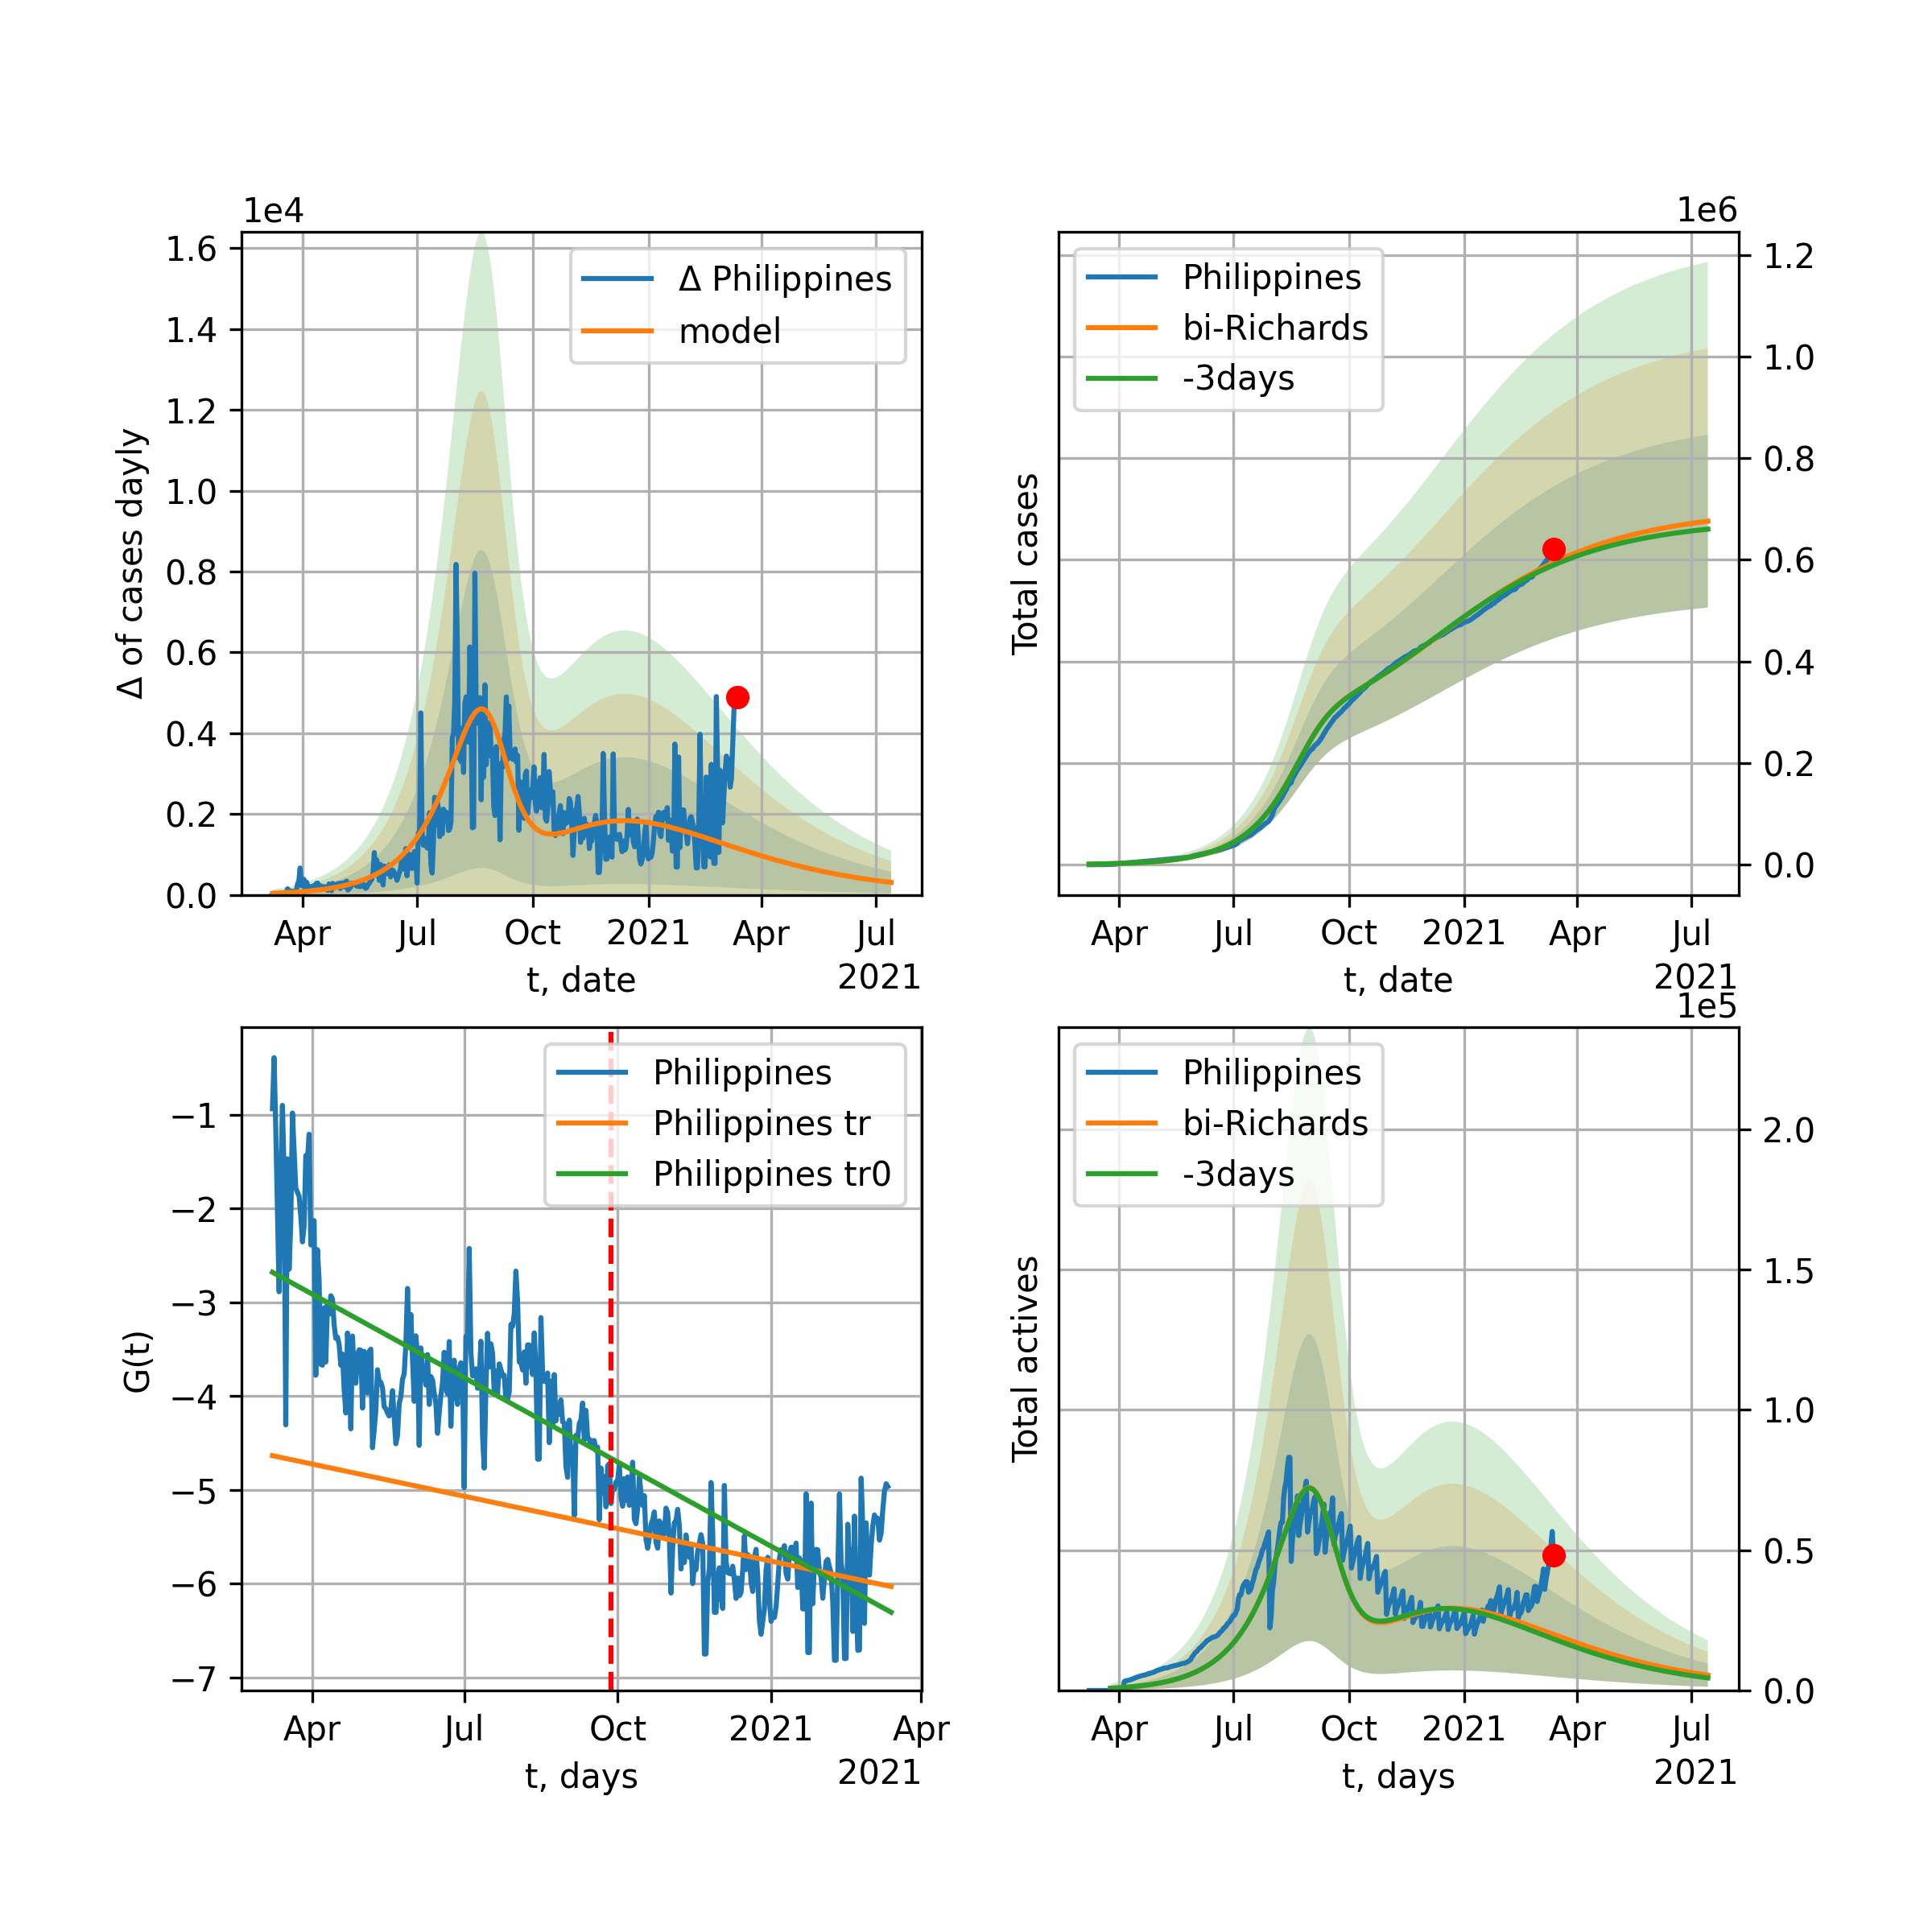 1e4
1.6
1.4
1.2
1.0
0.8
0.6
0.4
0.2
0.0
Δ of cases dayly
Δ Philippines
model
Apr Jul Oct 2021 Apr Jul
t, date 2021
1e6
1.2
1.0
0.8
0.6
0.4
0.2
0.0
Total cases
Philippines
bi-Richards
-3days
Apr Jul Oct 2021 Apr Jul
t, date 2021
−1
−2
−3
−4
−5
−6
−7
G(t)
Philippines
Philippines tr
Philippines tr0
Apr Jul Oct 2021 Apr
t, days 2021
1e5
2.0
1.5
1.0
0.5
0.0
Total actives
Philippines
bi-Richards
-3days
Apr Jul Oct 2021 Apr Jul
t, days 2021